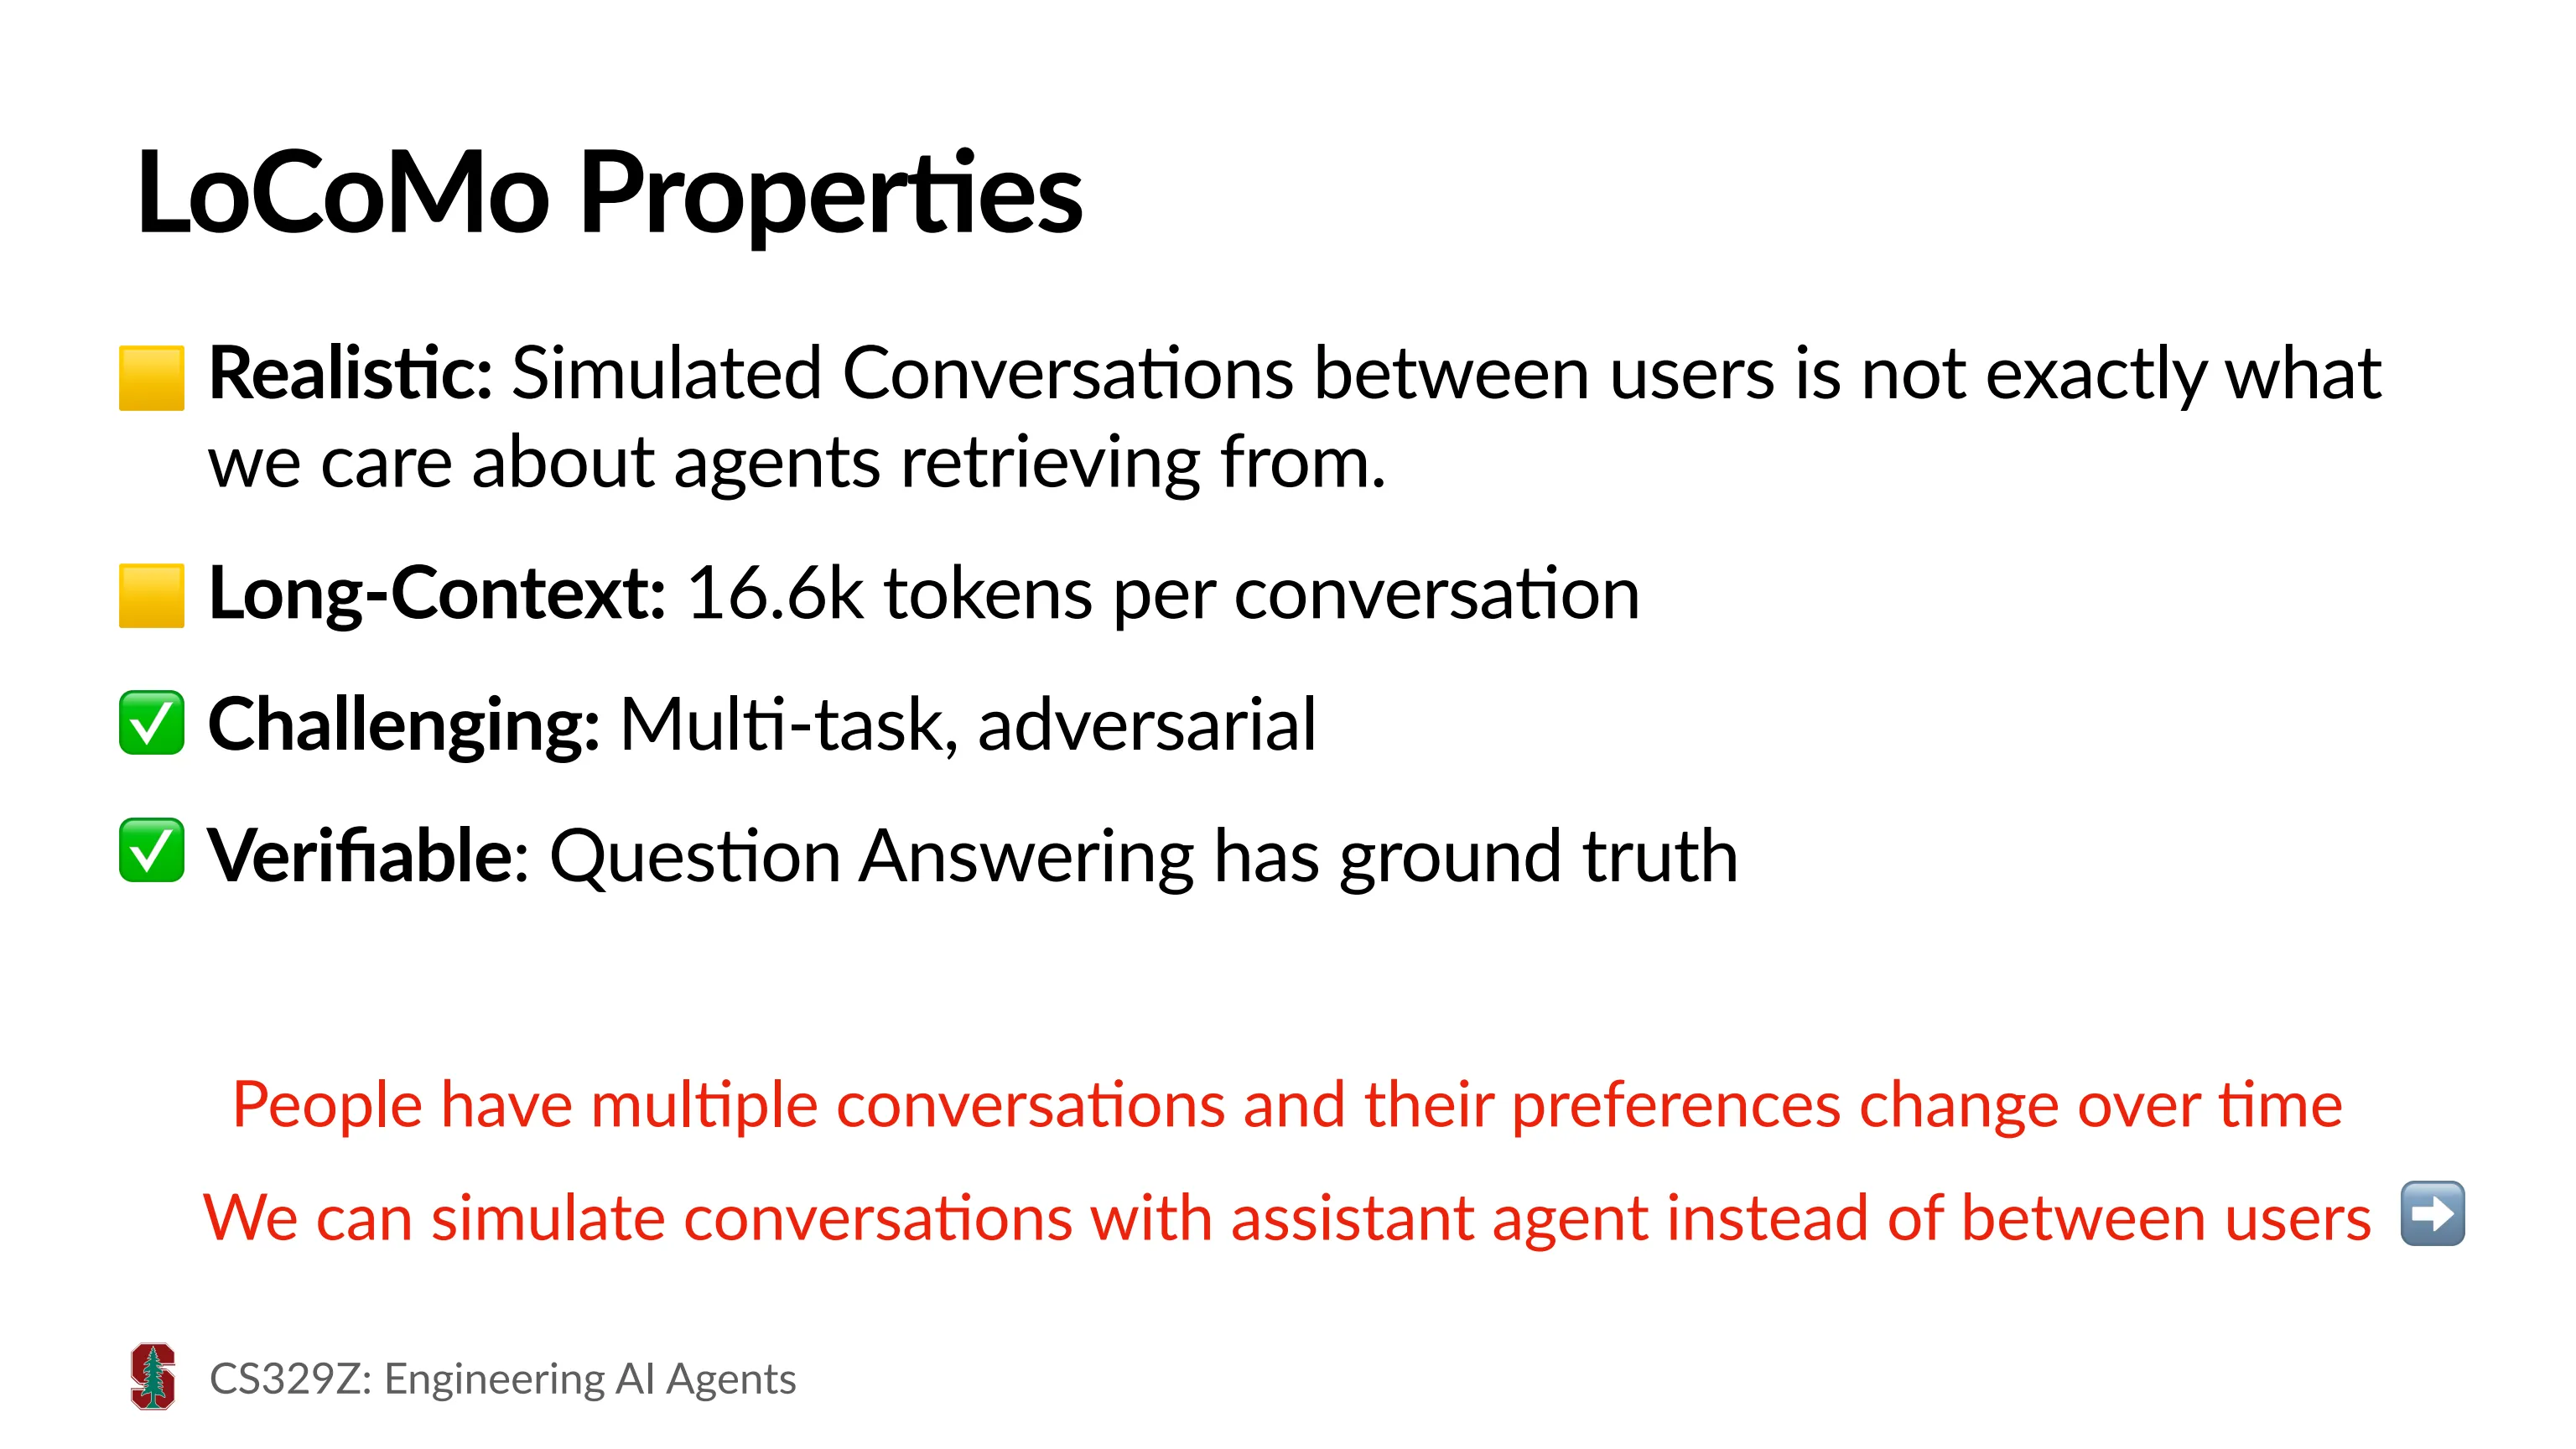 LoCoMo Properties
🟨 Realistic: Simulated Conversations between users is not exactly what
we care about agents retrieving from.
🟨 Long-Context: 16.6k tokens per conversation
✅ Challenging: Multi-task, adversarial
✅ Verifiable: Question Answering has ground truth
People have multiple conversations and their preferences change over time
We can simulate conversations with assistant agent instead of between users ➡️
CS329Z: Engineering AI Agents